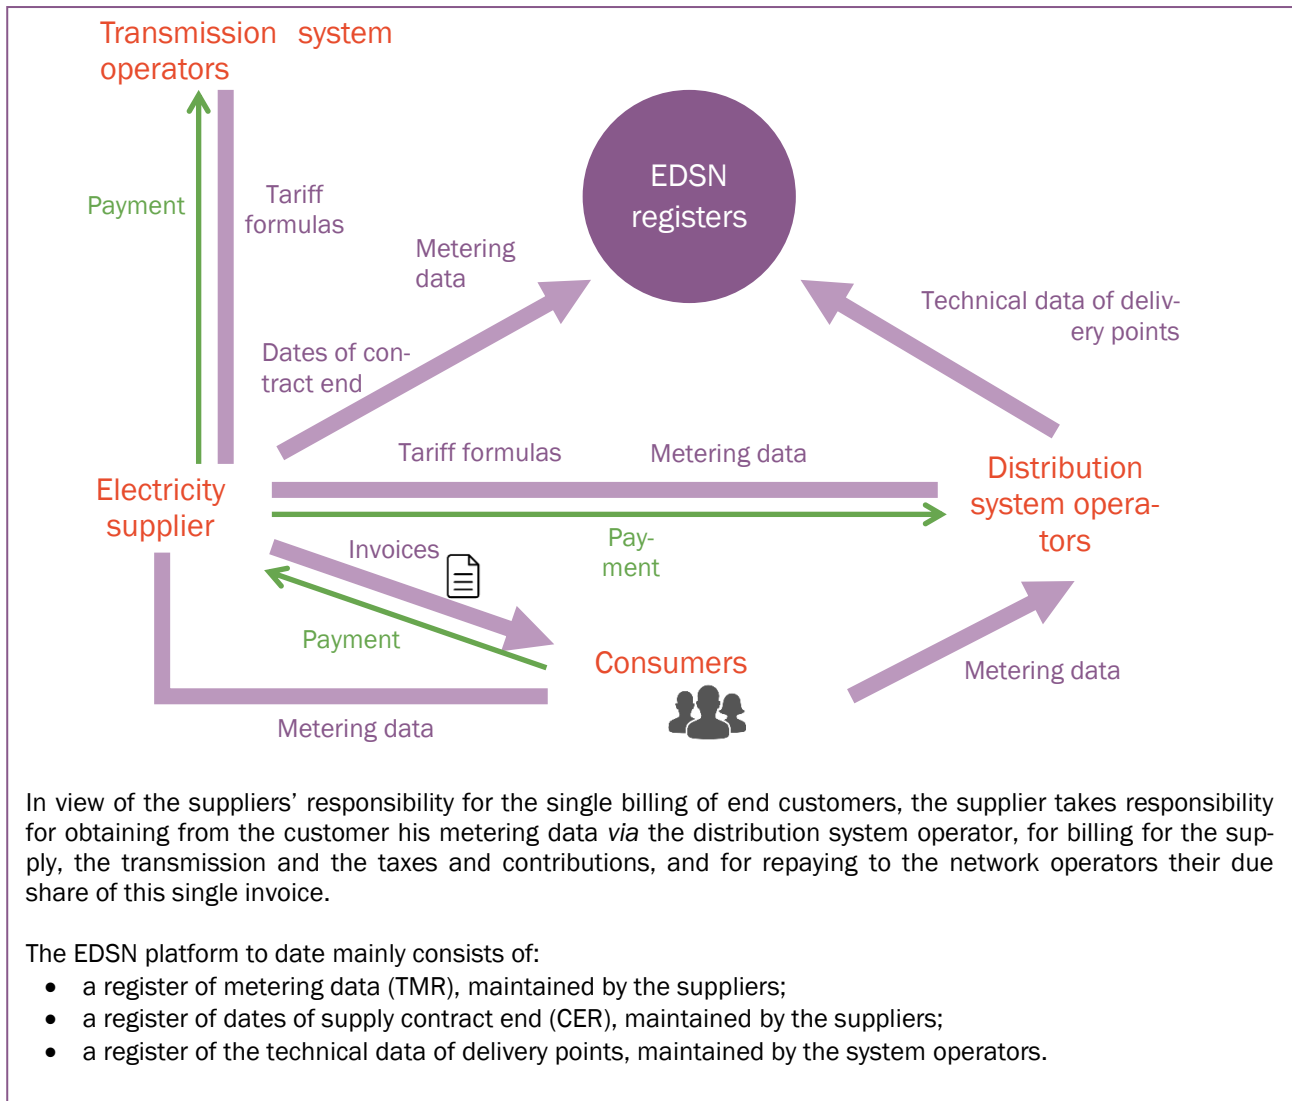 Transmission system
operators
Payment
Tariff
formulas
EDSN
registers
Metering
data
Technical data of deliv-
ery points
Dates of con-
tract end
Tariff formulas
Metering data
Electricity
supplier
Distribution
system opera-
tors
Invoices
Pay-
ment
Payment
Consumers
Metering data
Metering data
In view of the suppliers’ responsibility for the single billing of end customers, the supplier takes responsibility
for obtaining from the customer his metering data via the distribution system operator, for billing for the sup-
ply, the transmission and the taxes and contributions, and for repaying to the network operators their due
share of this single invoice.
The EDSN platform to date mainly consists of:
• a register of metering data (TMR), maintained by the suppliers;
• a register of dates of supply contract end (CER), maintained by the suppliers;
• a register of the technical data of delivery points, maintained by the system operators.